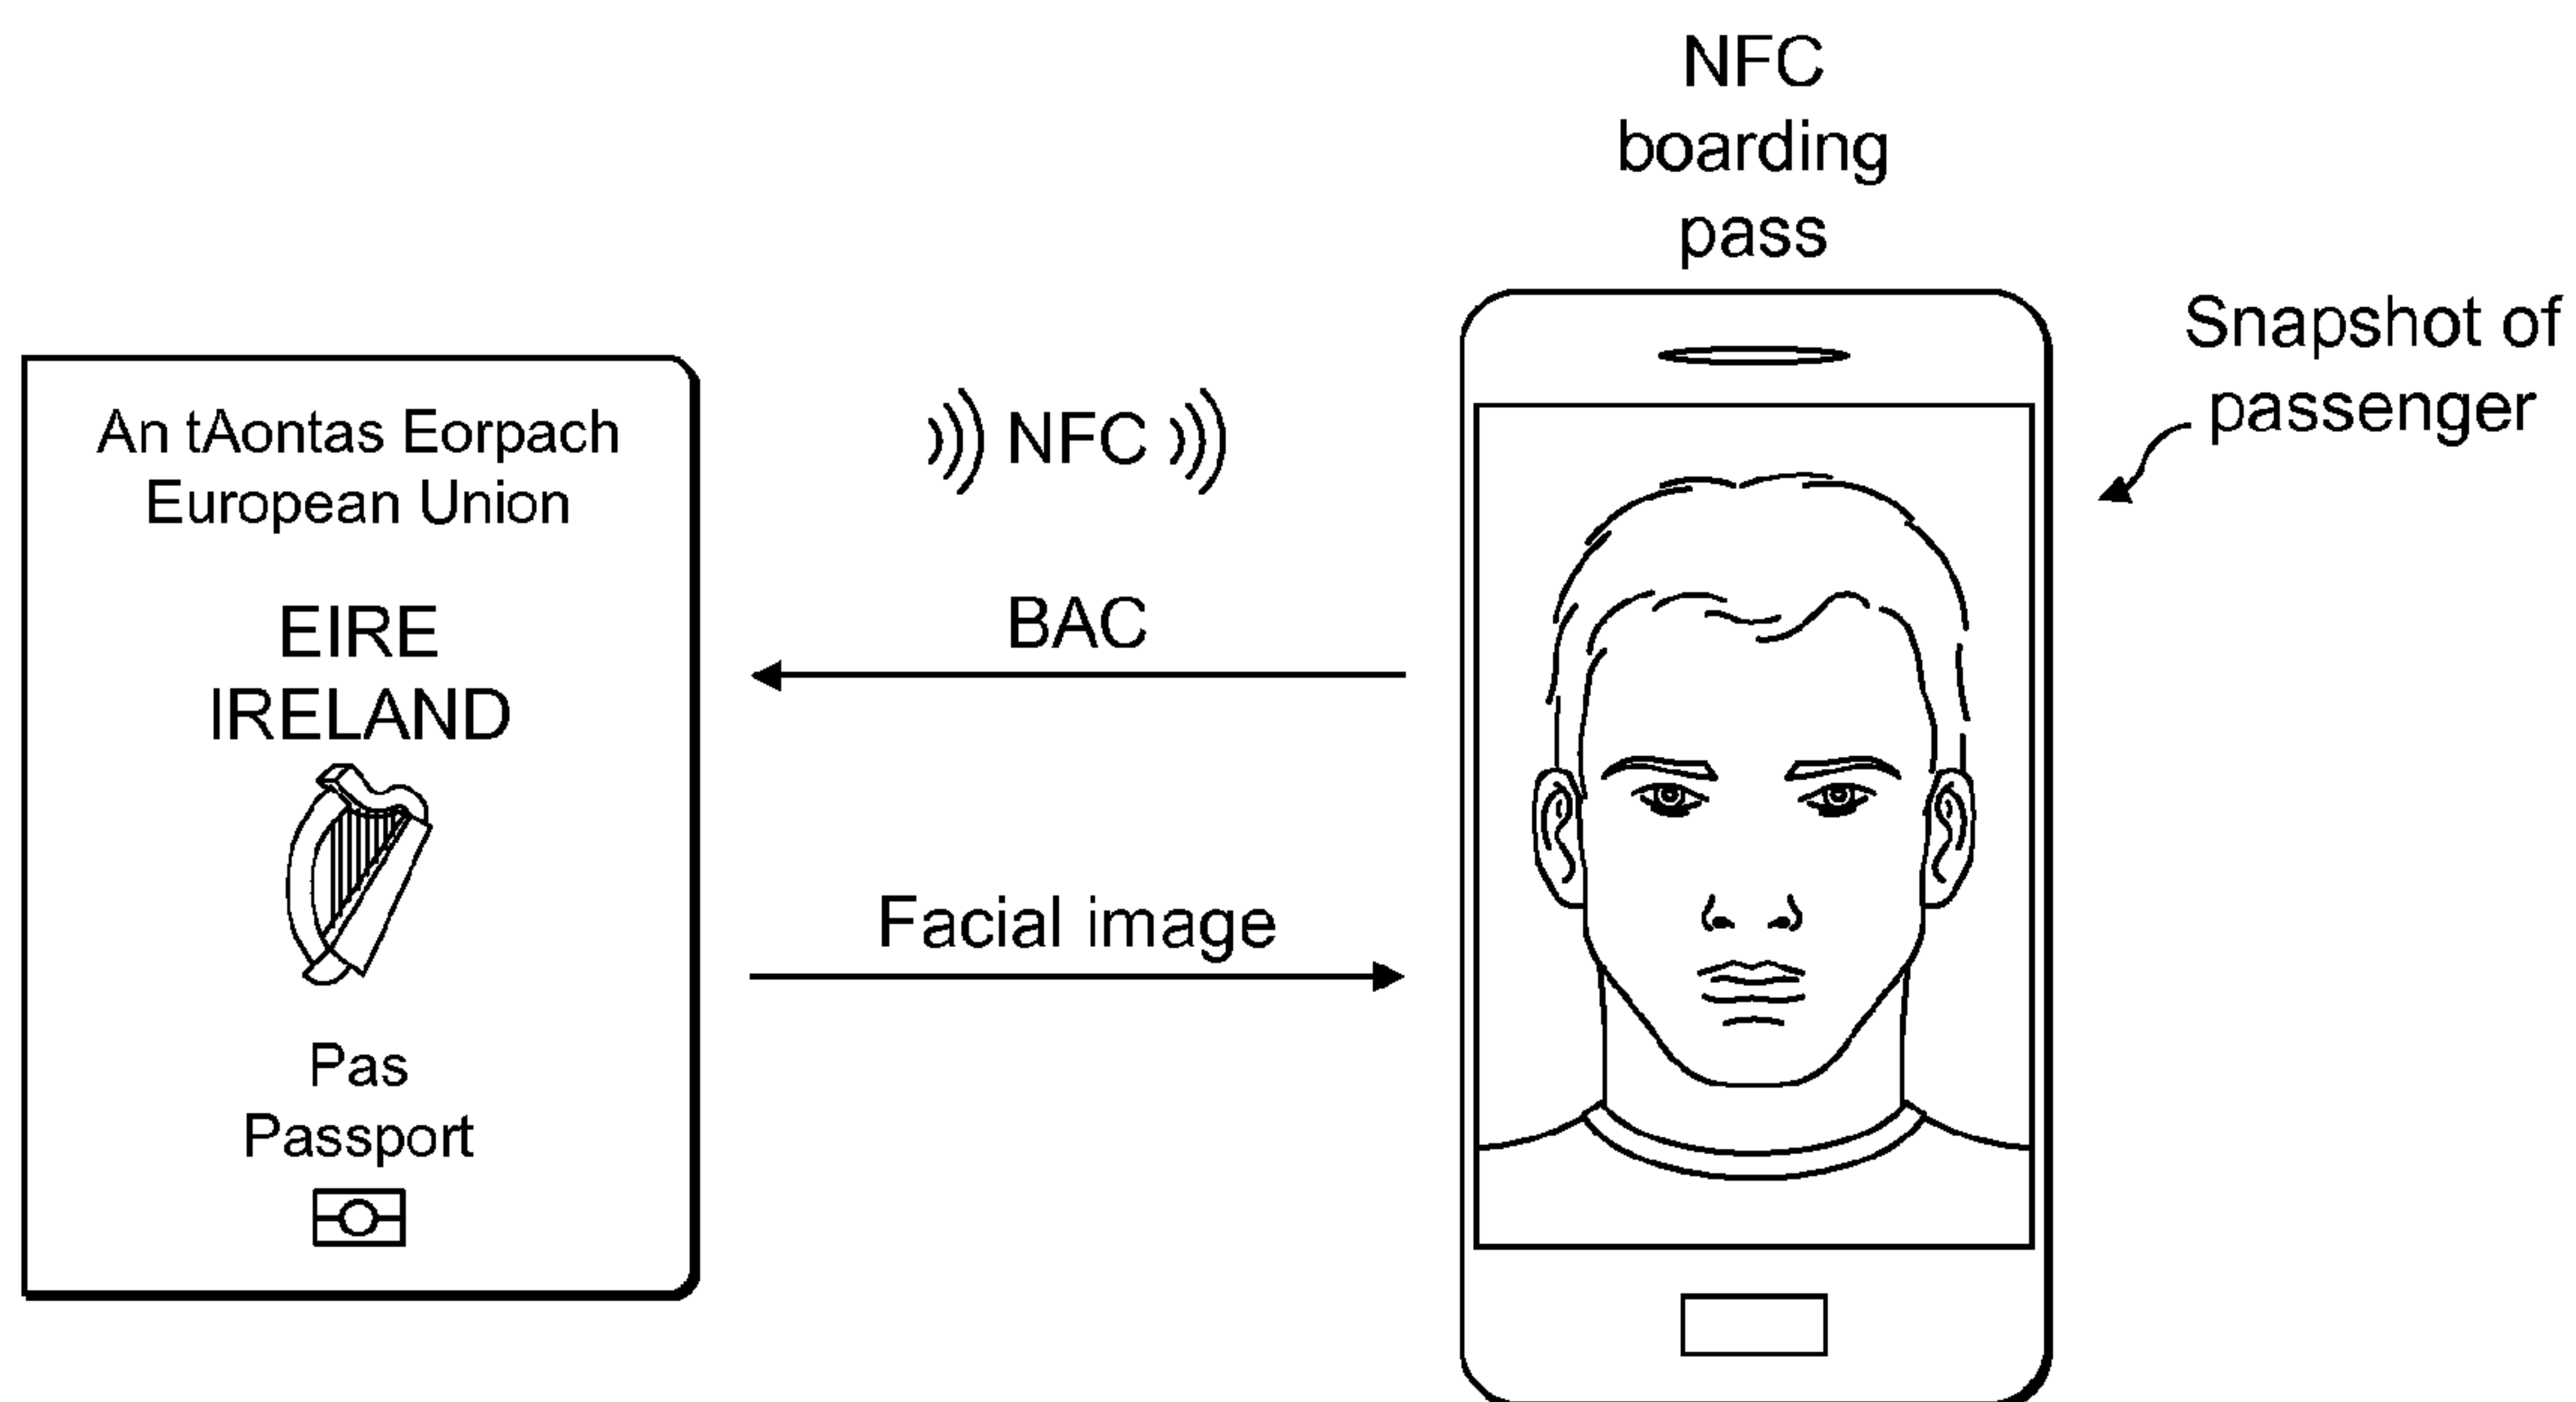 An tAontas Eorpach
European Union
EIRE
IRELAND
Pas
Passport
NFC
BAC
Facial image
NFC
boarding
pass
Snapshot of
passenger